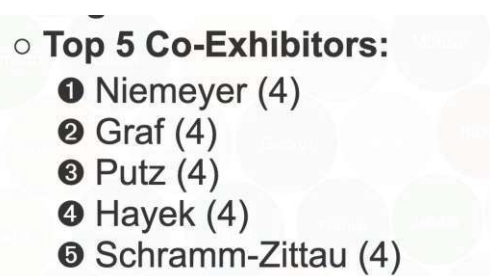 ○ Top 5 Co-Exhibitors:
❶ Niemeyer (4)
❷ Graf (4)
❸ Putz (4)
❹ Hayek (4)
❺ Schramm-Zittau (4)